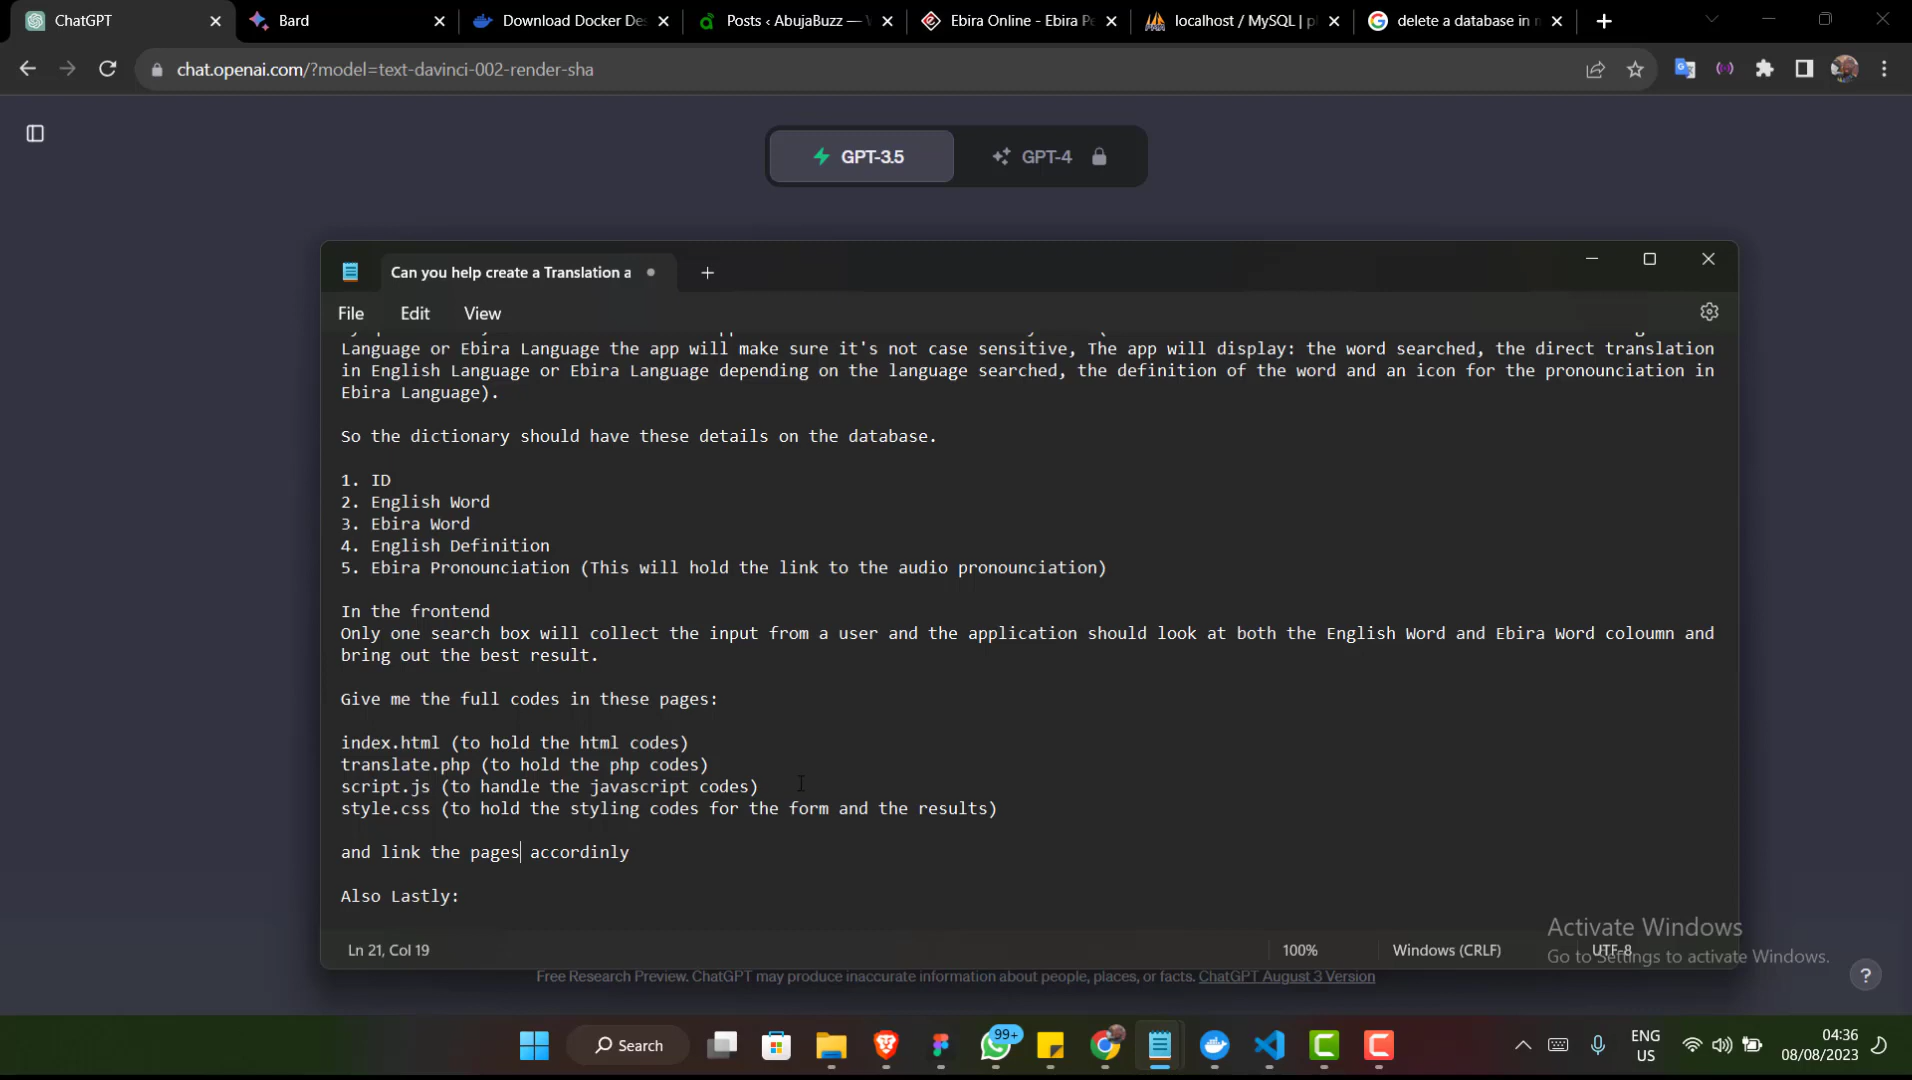 ChatGPT
Bard
Download Docker Des
Posts ‹ AbujaBuzz —
Ebira Online - Ebira Pe
localhost / MySQL | p
delete a database in
chat.openai.com/?model=text-davinci-002-render-sha
GPT-3.5
GPT-4
Can you help create a Translation a
File
Edit
View
Language or Ebira Language the app will make sure it's not case sensitive, The app will display: the word searched, the direct translation
in English Language or Ebira Language depending on the language searched, the definition of the word and an icon for the pronounciation in
Ebira Language).
So the dictionary should have these details on the database.
1. ID
2. English Word
3. Ebira Word
4. English Definition
5. Ebira Pronounciation (This will hold the link to the audio pronounciation)
In the frontend
Only one search box will collect the input from a user and the application should look at both the English Word and Ebira Word coloumn and
bring out the best result.
Give me the full codes in these pages:
index.html (to hold the html codes)
translate.php (to hold the php codes)
script.js (to handle the javascript codes)
style.css (to hold the styling codes for the form and the results)
and link the pages accordinly
Also Lastly:
Ln 21, Col 19
100%
Windows (CRLF)
UTF-8
Activate Windows
Go to Settings to activate Windows.
Free Research Preview. ChatGPT may produce inaccurate information about people, places, or facts. ChatGPT August 3 Version
?
Search
99+
ENG
US
04:36
08/08/2023